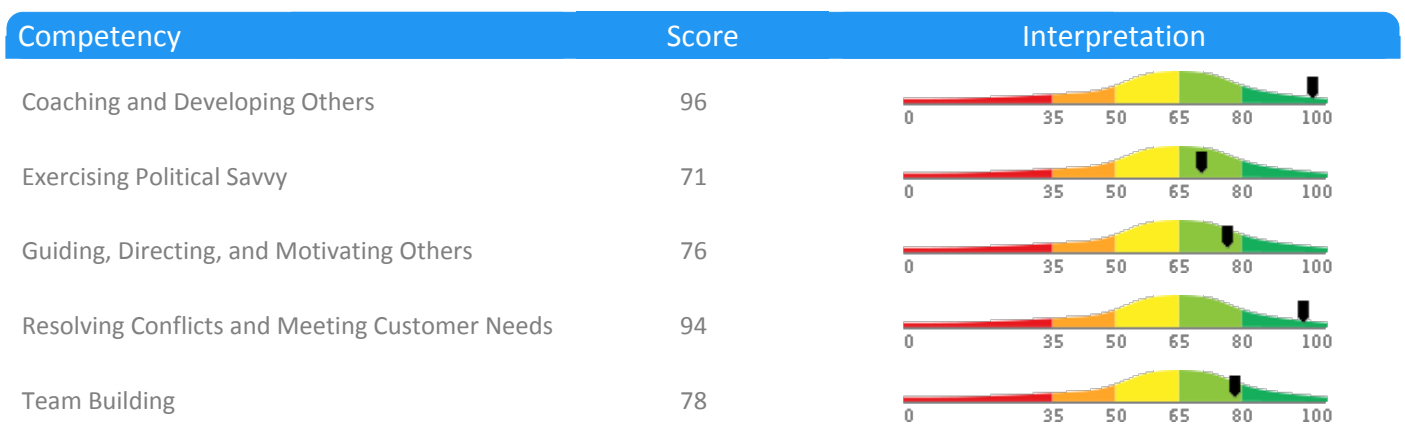 Competency Score Interpretation
Coaching and Developing Others 96
0 35 50 65 80 100
Exercising Political Savvy 71
0 35 50 65 80 100
Guiding, Directing, and Motivating Others 76
0 35 50 65 80 100
Resolving Conflicts and Meeting Customer Needs 94
0 35 50 65 80 100
Team Building 78
0 35 50 65 80 100